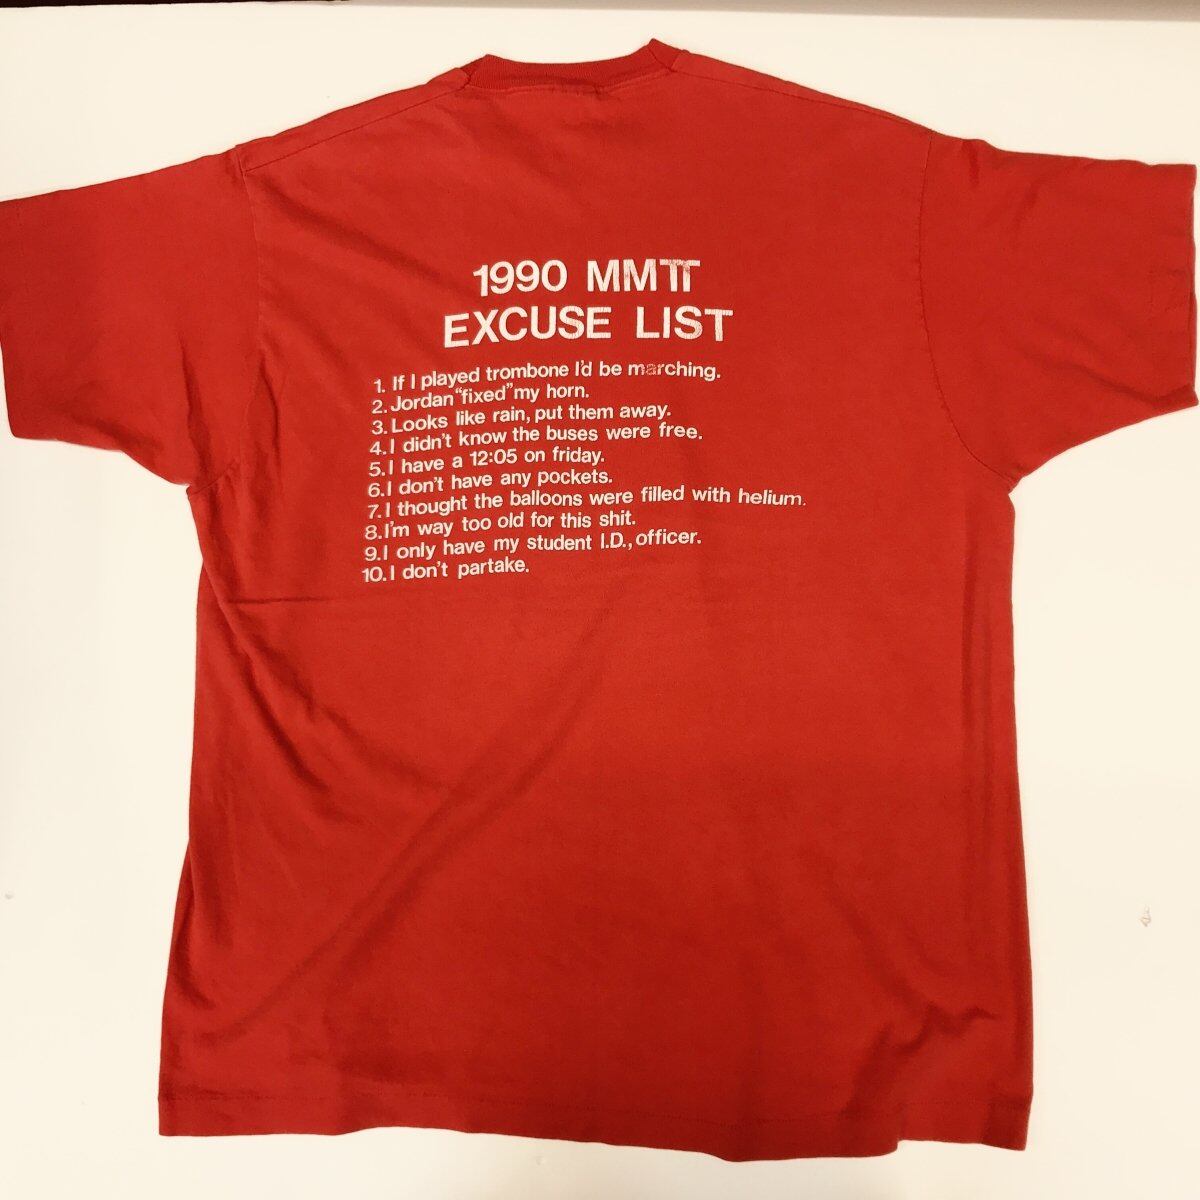 1990 MMΠ
EXCUSE LIST
1. If I played trombone I'd be marching.
2. Jordan "fixed" my horn.
3. Looks like rain, put them away.
4. I didn't know the buses were free.
5. I have a 12:05 on friday.
6. I don't have any pockets.
7. I thought the balloons were filled with helium.
8. I'm way too old for this shit.
9. I only have my student I.D., officer.
10. I don't partake.